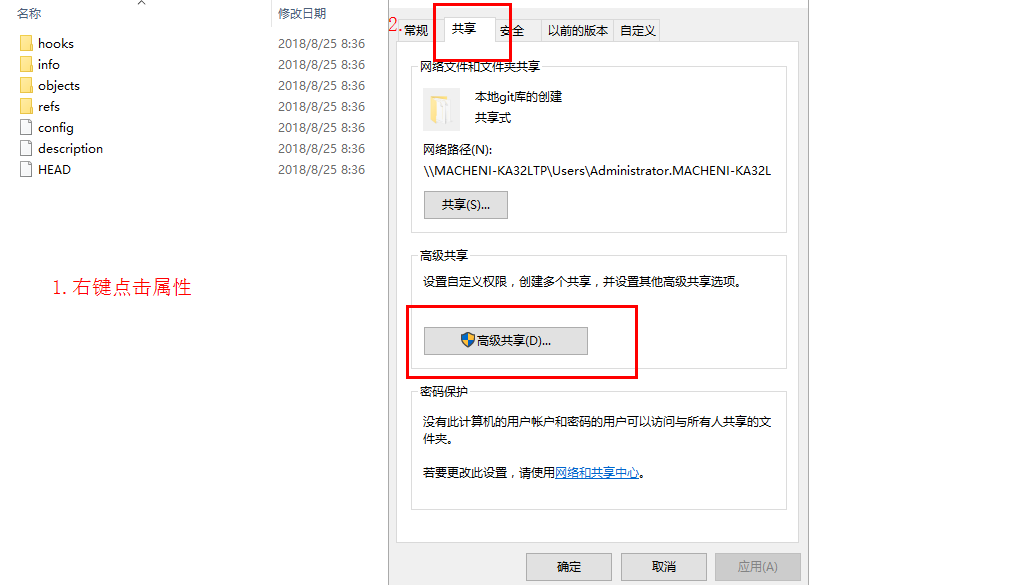 名称 修改日期
hooks 2018/8/25 8:36
info 2018/8/25 8:36
objects 2018/8/25 8:36
refs 2018/8/25 8:36
config 2018/8/25 8:36
description 2018/8/25 8:36
HEAD 2018/8/25 8:36
1.右键点击属性
2.
常规 共享 安全 以前的版本 自定义
网络文件和文件夹共享
本地git库的创建
共享式
网络路径(N):
\\MACHENI-KA32LTP\Users\Administrator.MACHENI-KA32L
共享(S)...
高级共享
设置自定义权限，创建多个共享，并设置其他高级共享选项。
高级共享(D)...
密码保护
没有此计算机的用户帐户和密码的用户可以访问与所有人共享的文
件夹。
若要更改此设置，请使用网络和共享中心。
确定 取消 应用(A)